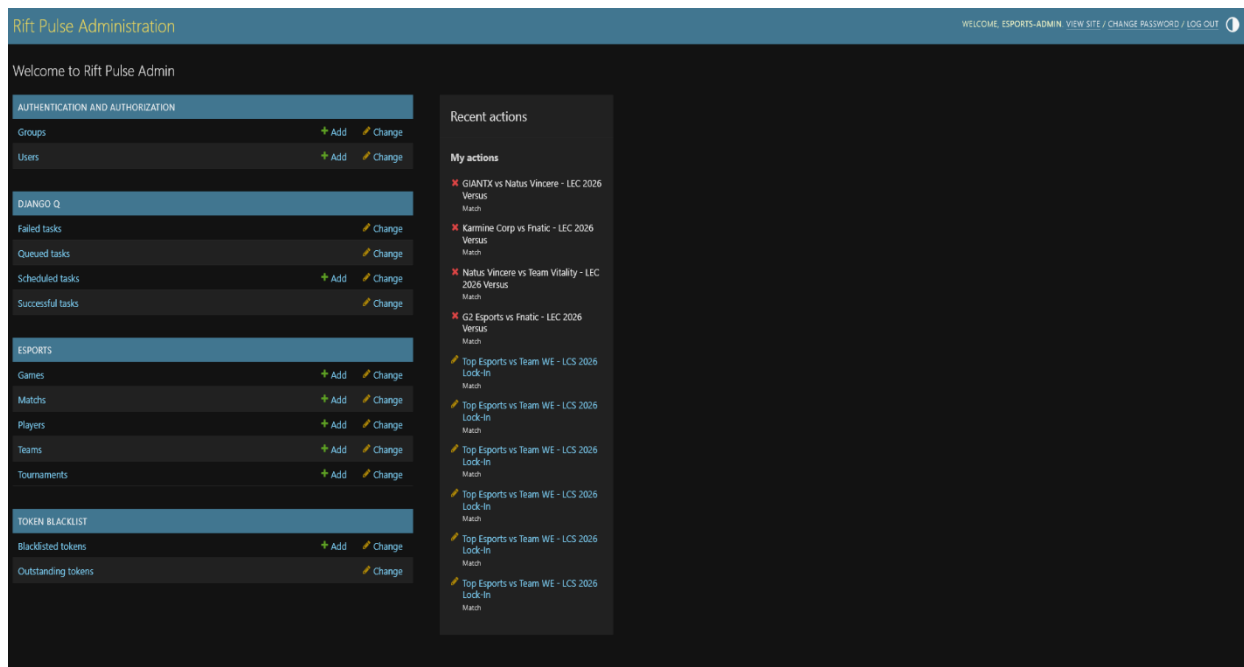 Rift Pulse Administration
WELCOME, ESPORTS-ADMIN. VIEW SITE / CHANGE PASSWORD / LOG OUT
Welcome to Rift Pulse Admin
AUTHENTICATION AND AUTHORIZATION
Groups + Add Change
Users + Add Change
DJANGO Q
Failed tasks Change
Queued tasks Change
Scheduled tasks + Add Change
Successful tasks Change
ESPORTS
Games + Add Change
Matchs + Add Change
Players + Add Change
Teams + Add Change
Tournaments + Add Change
TOKEN BLACKLIST
Blacklisted tokens + Add Change
Outstanding tokens Change
Recent actions
My actions
GIANTX vs Natus Vincere - LEC 2026
Versus
Match
Karmine Corp vs Fnatic - LEC 2026
Versus
Match
Natus Vincere vs Team Vitality - LEC
2026 Versus
Match
G2 Esports vs Fnatic - LEC 2026
Versus
Match
Top Esports vs Team WE - LCS 2026
Lock-In
Match
Top Esports vs Team WE - LCS 2026
Lock-In
Match
Top Esports vs Team WE - LCS 2026
Lock-In
Match
Top Esports vs Team WE - LCS 2026
Lock-In
Match
Top Esports vs Team WE - LCS 2026
Lock-In
Match
Top Esports vs Team WE - LCS 2026
Lock-In
Match